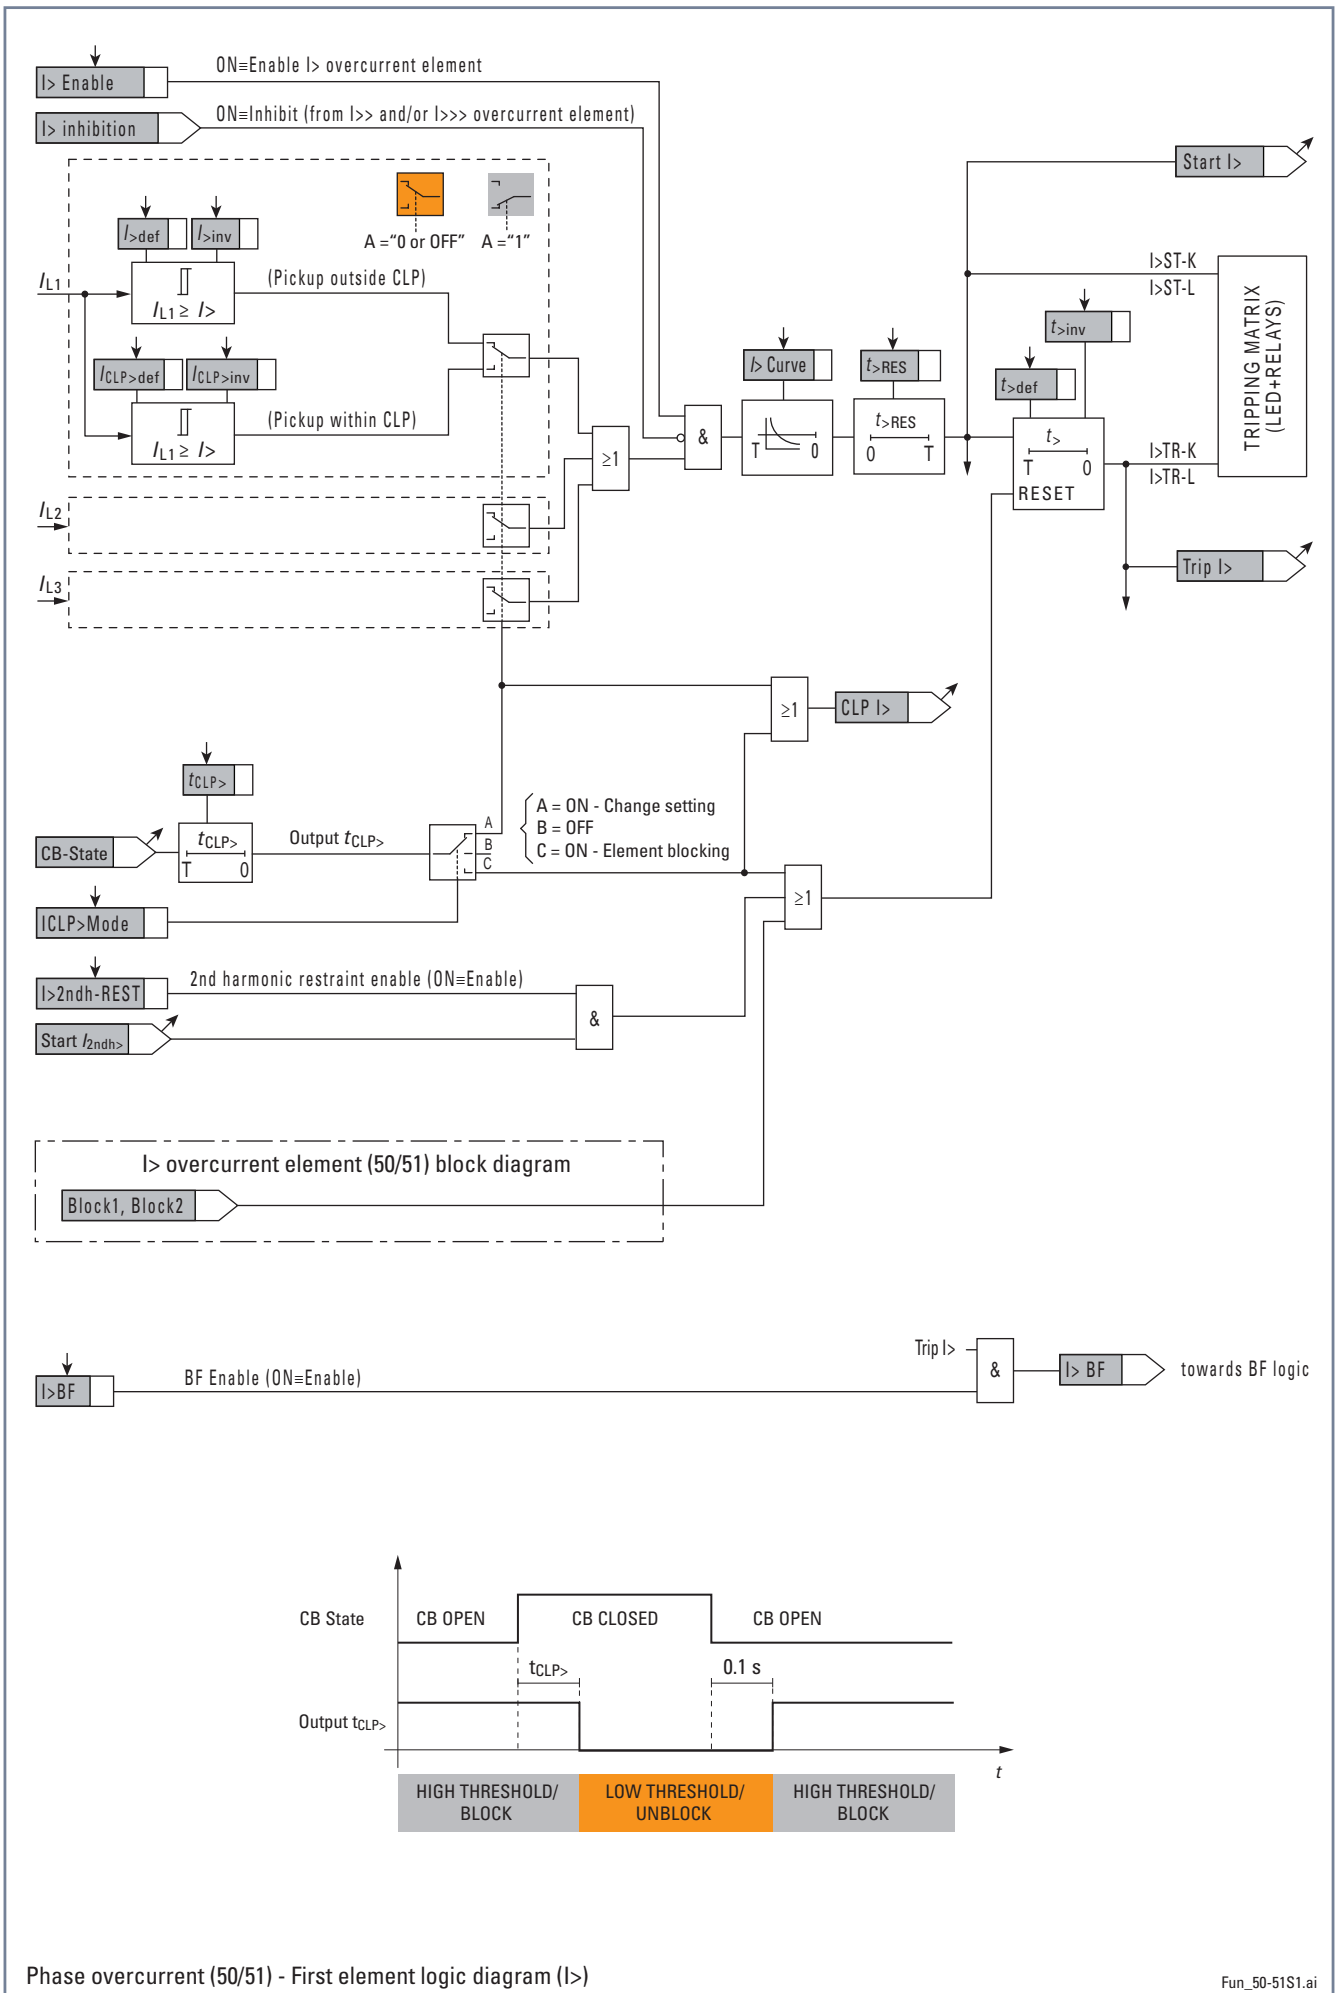 I> Enable
ON≡Enable I> overcurrent element
I> inhibition
ON≡Inhibit (from I>> and/or I>>> overcurrent element)
Start I>
A ="0 or OFF"
A ="1"
I>def
I>inv
IL1
IL1 ≥ I>
(Pickup outside CLP)
ICLP>def
ICLP>inv
IL1 ≥ I>
(Pickup within CLP)
I>ST-K
I>ST-L
TRIPPING MATRIX
(LED+RELAYS)
t>inv
t>def
I> Curve
t>RES
T
0
t>RES
0
T
t>
T
0
RESET
I>TR-K
I>TR-L
&
≥1
IL2
IL3
Trip I>
≥1
CLP I>
tCLP>
CB-State
tCLP>
T
0
Output tCLP>
A
B
C
A = ON - Change setting
B = OFF
C = ON - Element blocking
≥1
ICLP>Mode
I>2ndh-REST
2nd harmonic restraint enable (ON≡Enable)
&
Start I2ndh>
I> overcurrent element (50/51) block diagram
Block1, Block2
Trip I>
&
I> BF
towards BF logic
I>BF
BF Enable (ON≡Enable)
CB State
CB OPEN
CB CLOSED
CB OPEN
tCLP>
0.1 s
Output tCLP>
t
HIGH THRESHOLD/
BLOCK
LOW THRESHOLD/
UNBLOCK
HIGH THRESHOLD/
BLOCK
Phase overcurrent (50/51) - First element logic diagram (I>)
Fun_50-51S1.ai